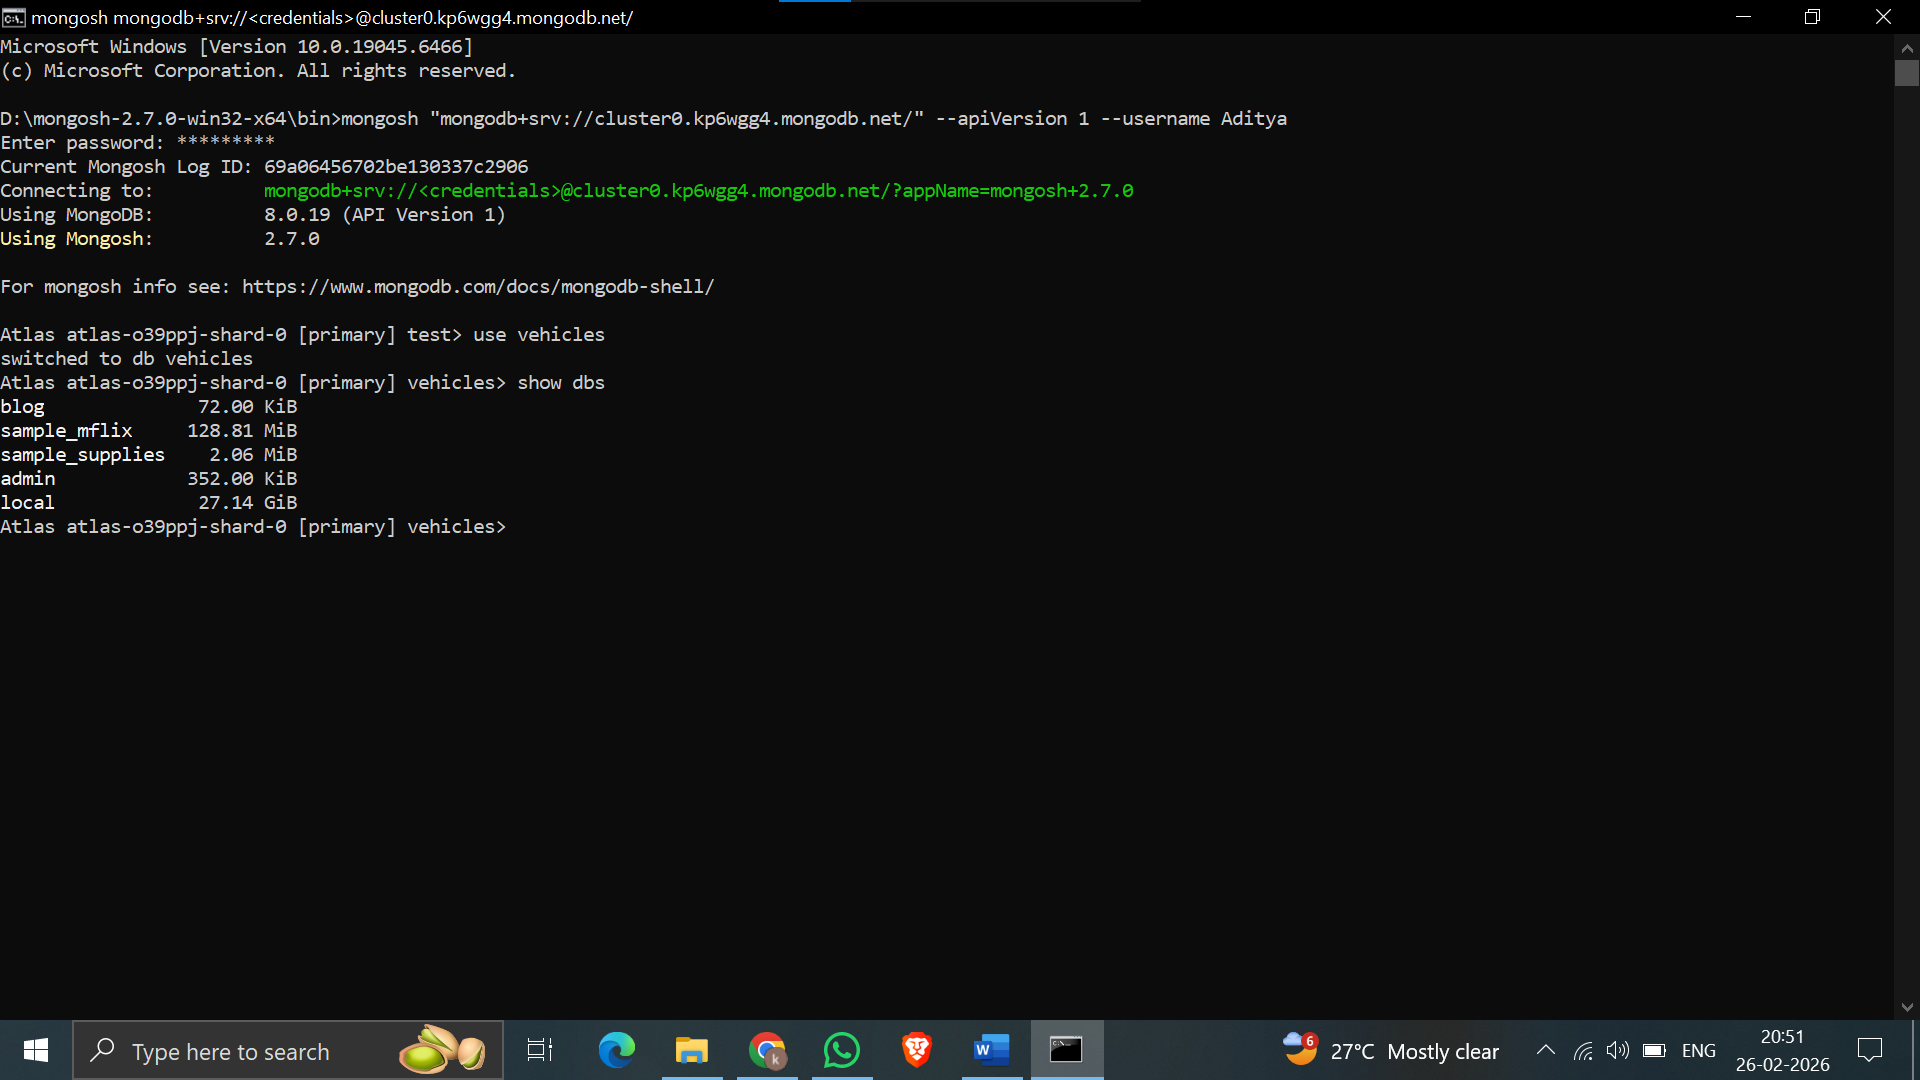 mongosh mongodb+srv://<credentials>@cluster0.kp6wgg4.mongodb.net/
Microsoft Windows [Version 10.0.19045.6466]
(c) Microsoft Corporation. All rights reserved.
D:\mongosh-2.7.0-win32-x64\bin>mongosh "mongodb+srv://cluster0.kp6wgg4.mongodb.net/" --apiVersion 1 --username Aditya
Enter password: *********
Current Mongosh Log ID: 69a06456702be130337c2906
Connecting to:          mongodb+srv://<credentials>@cluster0.kp6wgg4.mongodb.net/?appName=mongosh+2.7.0
Using MongoDB:          8.0.19 (API Version 1)
Using Mongosh:          2.7.0
For mongosh info see: https://www.mongodb.com/docs/mongodb-shell/
Atlas atlas-o39ppj-shard-0 [primary] test> use vehicles
switched to db vehicles
Atlas atlas-o39ppj-shard-0 [primary] vehicles> show dbs
blog              72.00 KiB
sample_mflix     128.81 MiB
sample_supplies    2.06 MiB
admin            352.00 KiB
local             27.14 GiB
Atlas atlas-o39ppj-shard-0 [primary] vehicles>
Type here to search
k
W
6
27°C Mostly clear
ENG
20:51
26-02-2026